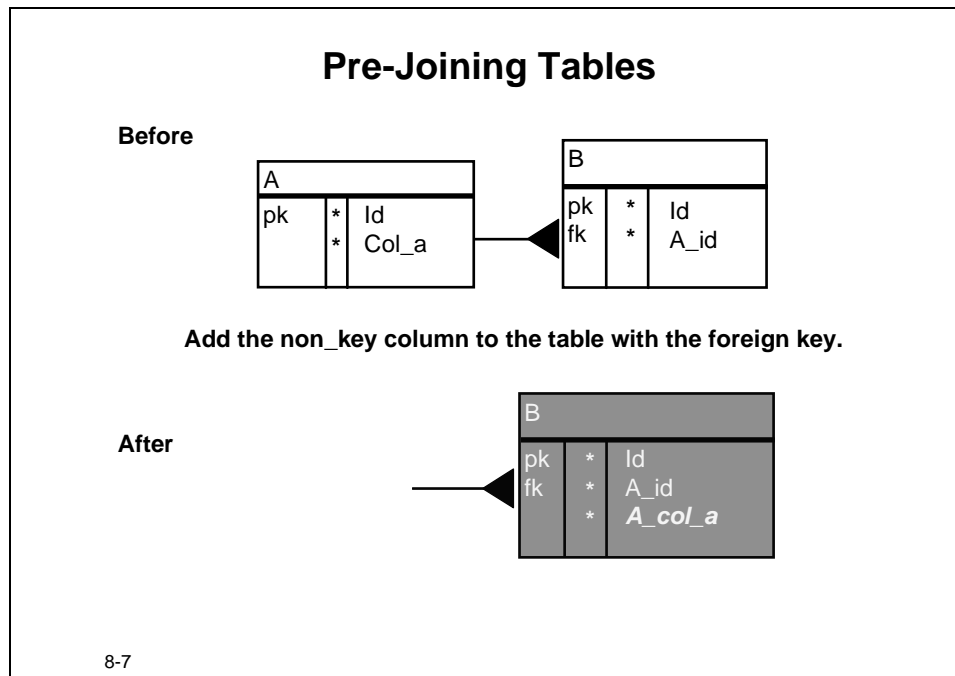 Pre-Joining Tables
Before
A
pk * Id
* Col_a
B
pk * Id
fk * A_id
Add the non_key column to the table with the foreign key.
After
B
pk * Id
fk * A_id
* A_col_a
8-7